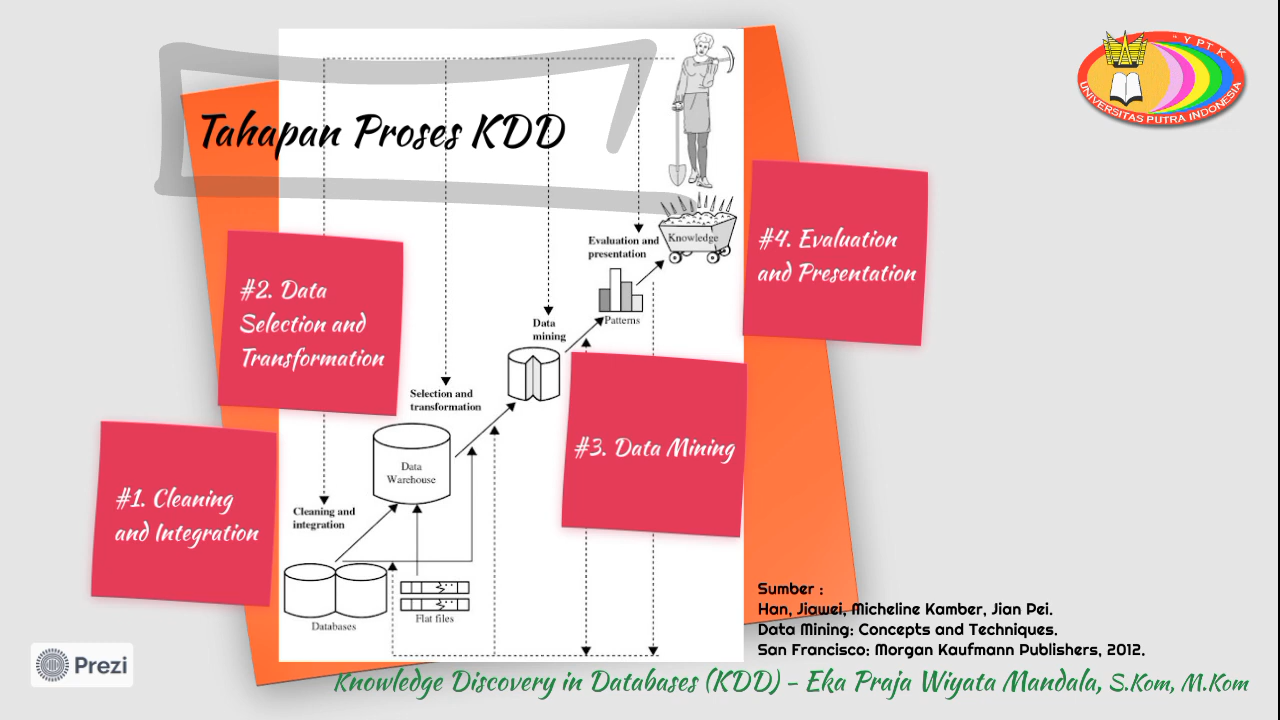 Tahapan Proses KDD
"YPTK"
UNIVERSITAS PUTRA INDONESIA
#1. Cleaning
and Integration
#2. Data
Selection and
Transformation
#3. Data Mining
#4. Evaluation
and Presentation
Evaluation and
presentation
Knowledge
Patterns
Data
mining
Selection and
transformation
Data
Warehouse
Cleaning and
integration
Databases
Flat files
Sumber :
Han, Jiawei, Micheline Kamber, Jian Pei.
Data Mining: Concepts and Techniques.
San Francisco: Morgan Kaufmann Publishers, 2012.
Prezi
Knowledge Discovery in Databases (KDD) - Eka Praja Wiyata Mandala, S.Kom, M.Kom